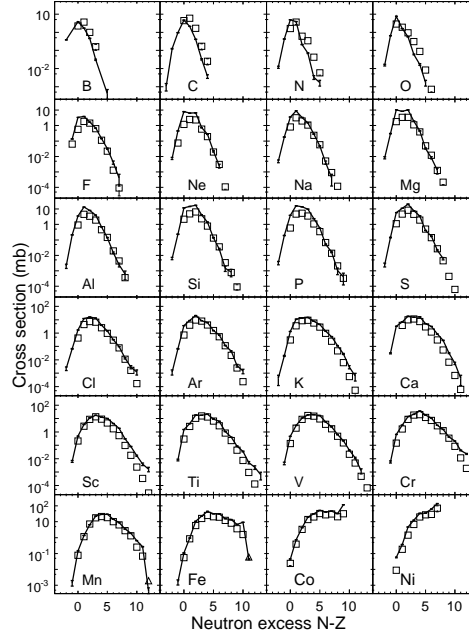 10
10⁻²
B
C
N
O
1
10⁻²
10⁻⁴
F
Ne
Na
Mg
10
1
10⁻²
10⁻⁴
Al
Si
P
S
Cross section (mb)
10
1
10⁻²
10⁻⁴
Cl
Ar
K
Ca
10²
1
10⁻²
10⁻⁴
Sc
Ti
V
Cr
10²
10
10⁻¹
10⁻³
Mn
Fe
Co
Ni
0 5 10 0 5 10 0 5 10 0 5 10
Neutron excess N-Z Neutron excess N-Z